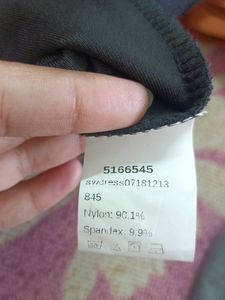 5166545
swdress07181213
845
Nylon: 90.1%
Spandex: 9.9%